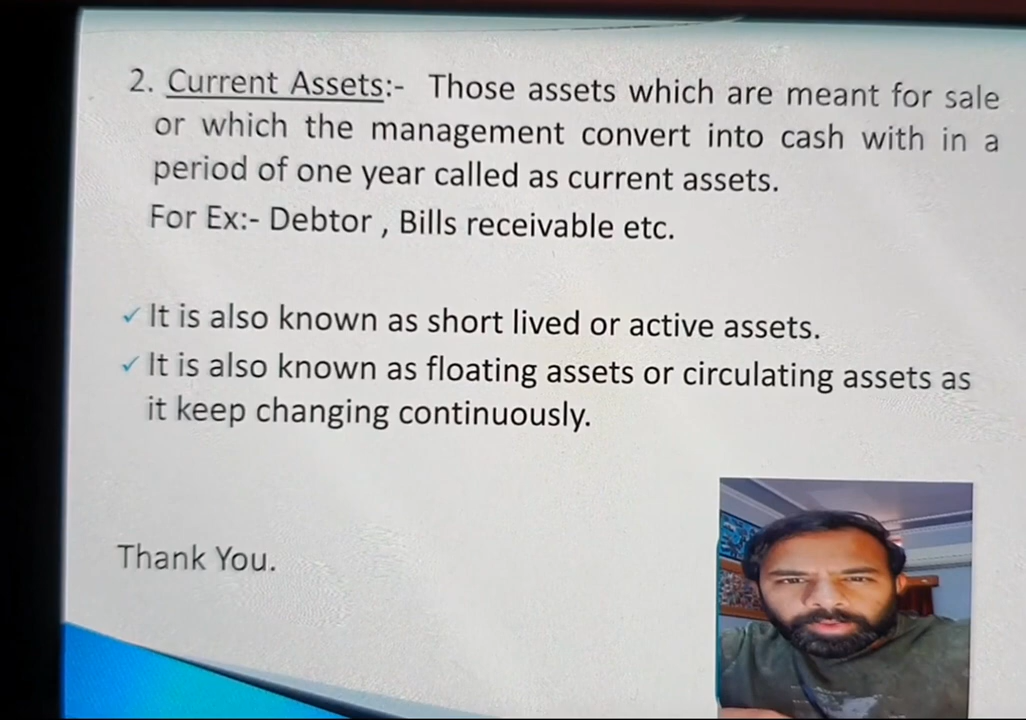 2. Current Assets:- Those assets which are meant for sale
or which the management convert into cash with in a
period of one year called as current assets.
For Ex:- Debtor , Bills receivable etc.
✓ It is also known as short lived or active assets.
✓ It is also known as floating assets or circulating assets as
it keep changing continuously.
Thank You.